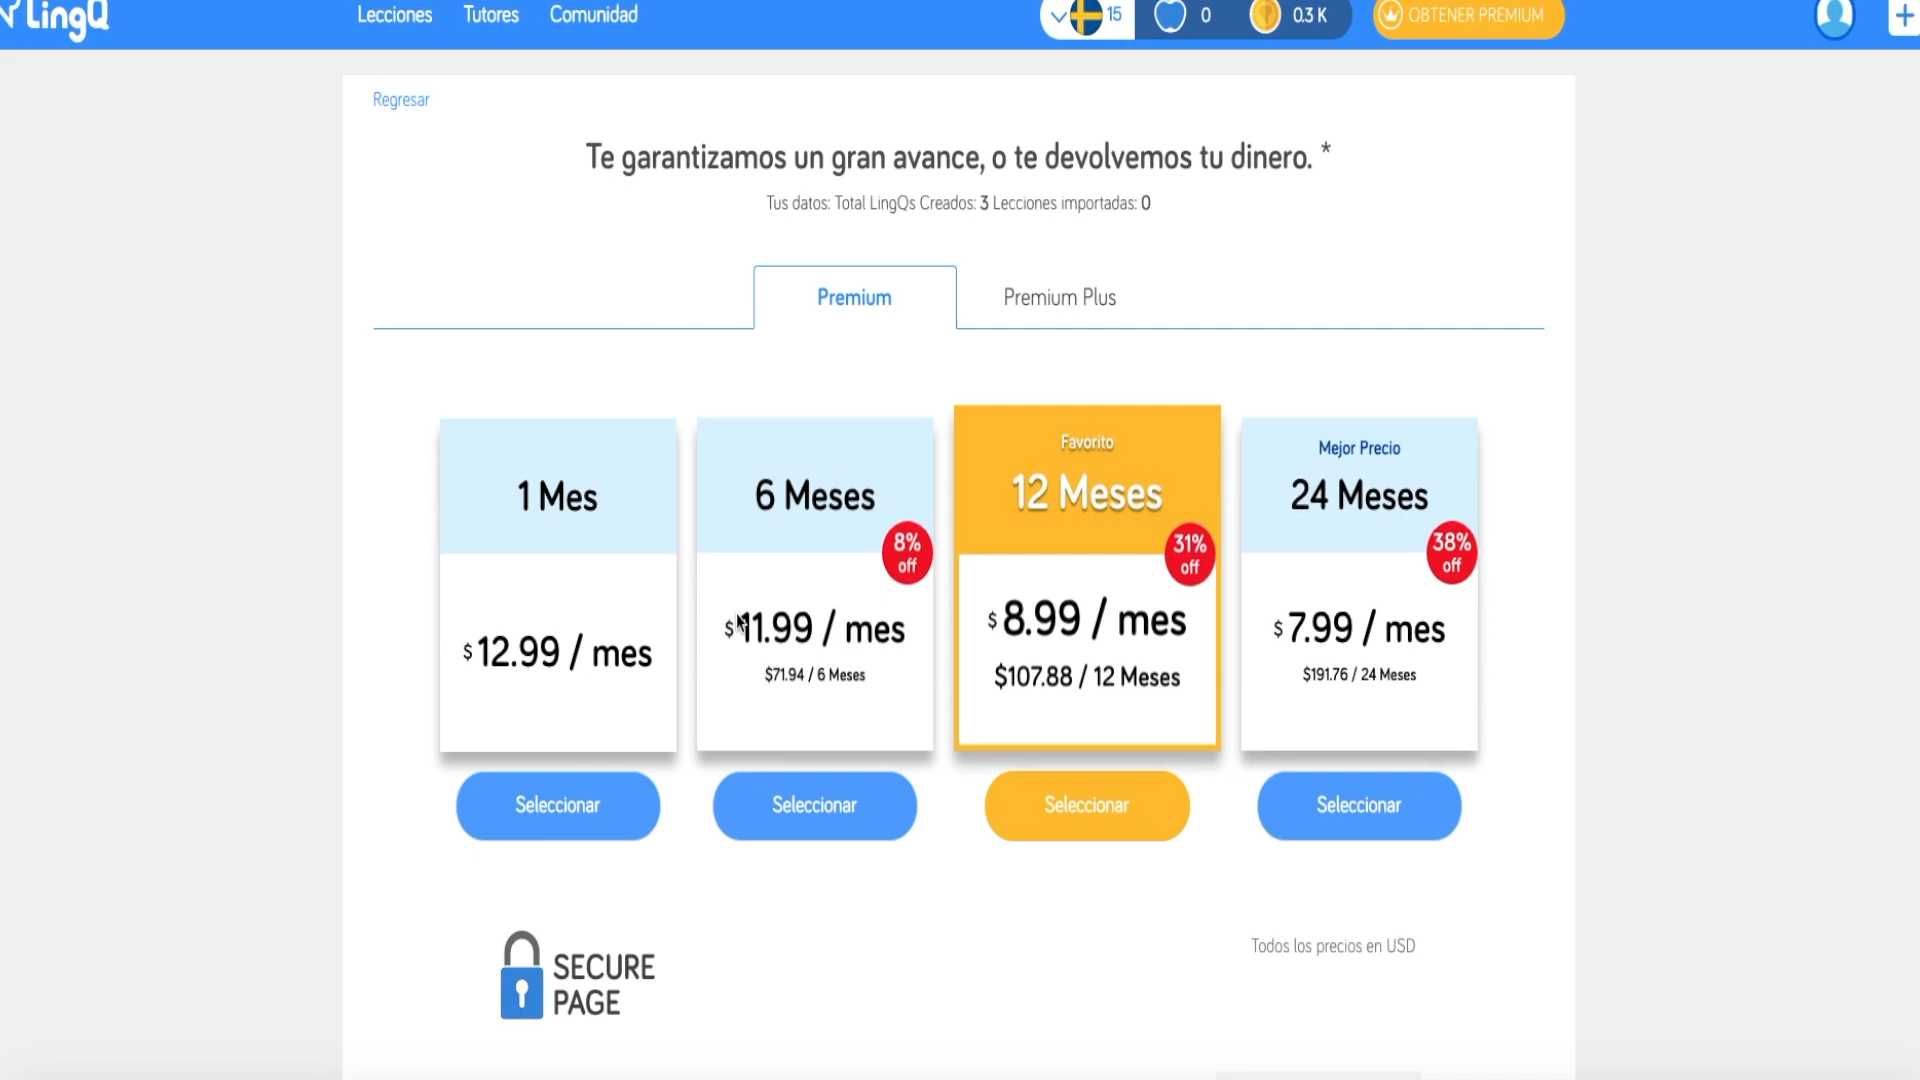 LingQ
Lecciones Tutores Comunidad
15 0 0.3 K OBTENER PREMIUM
Regresar
Te garantizamos un gran avance, o te devolvemos tu dinero. *
Tus datos: Total LingQs Creados: 3 Lecciones importadas: 0
Premium Premium Plus
1 Mes
$12.99 / mes
Seleccionar
6 Meses
8% off
$11.99 / mes
$71.94 / 6 Meses
Seleccionar
Favorito
12 Meses
31% off
$8.99 / mes
$107.88 / 12 Meses
Seleccionar
Mejor Precio
24 Meses
38% off
$7.99 / mes
$191.76 / 24 Meses
Seleccionar
SECURE
PAGE
Todos los precios en USD